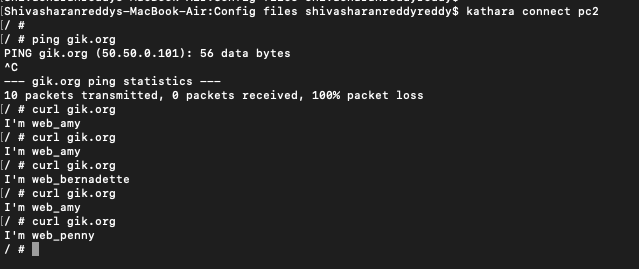 Shivasharanreddys-MacBook-Air:Config files shivasharanreddyreddy$ kathara connect pc2
[/ #
[/ # ping gik.org
PING gik.org (50.50.0.101): 56 data bytes
^C
--- gik.org ping statistics ---
10 packets transmitted, 0 packets received, 100% packet loss
[/ # curl gik.org
I'm web_amy
[/ # curl gik.org
I'm web_amy
[/ # curl gik.org
I'm web_bernadette
[/ # curl gik.org
I'm web_amy
[/ # curl gik.org
I'm web_penny
/ #